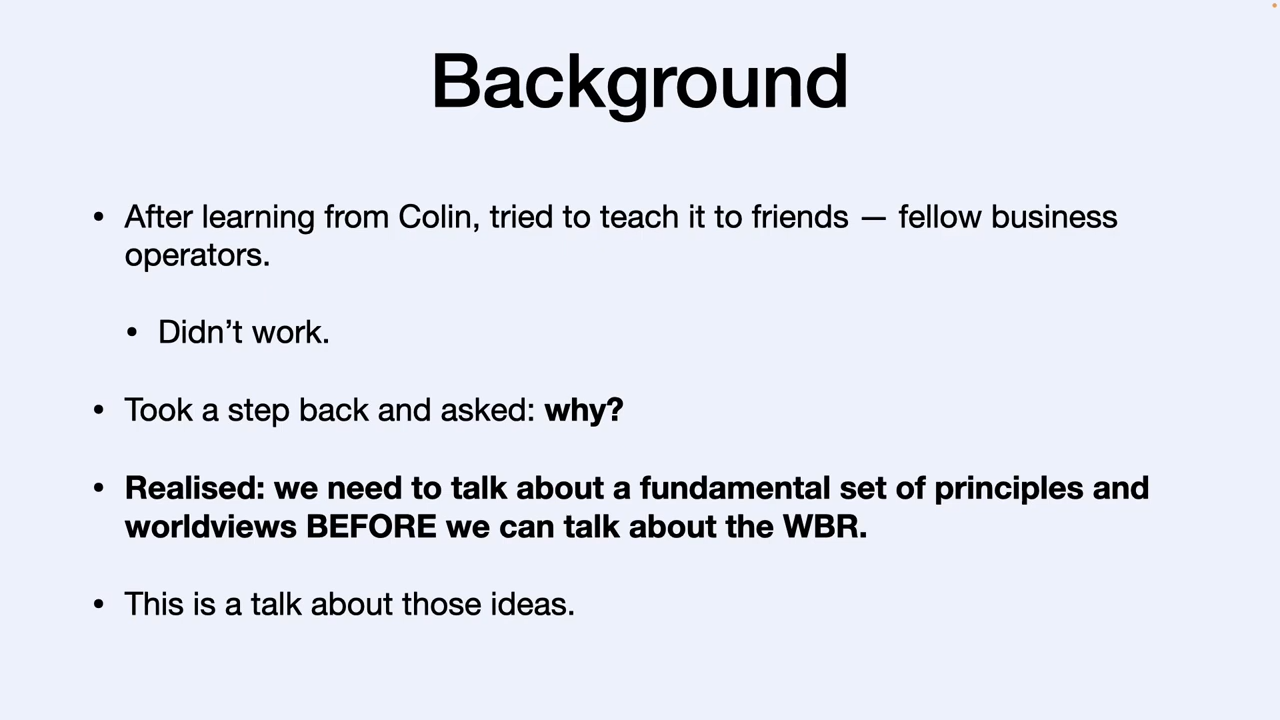 Background
• After learning from Colin, tried to teach it to friends — fellow business
operators.
• Didn’t work.
• Took a step back and asked: why?
• Realised: we need to talk about a fundamental set of principles and
worldviews BEFORE we can talk about the WBR.
• This is a talk about those ideas.